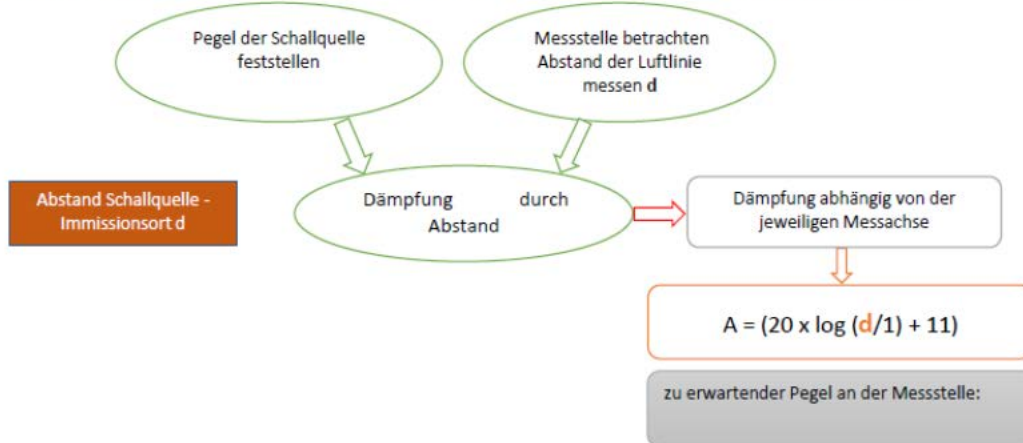 Pegel der Schallquelle
feststellen
Messstelle betrachten
Abstand der Luftlinie
messen d
Abstand Schallquelle -
Immissionsort d
Dämpfung durch
Abstand
Dämpfung abhängig von der
jeweiligen Messachse
A = (20 x log (d/1) + 11)
zu erwartender Pegel an der Messstelle: